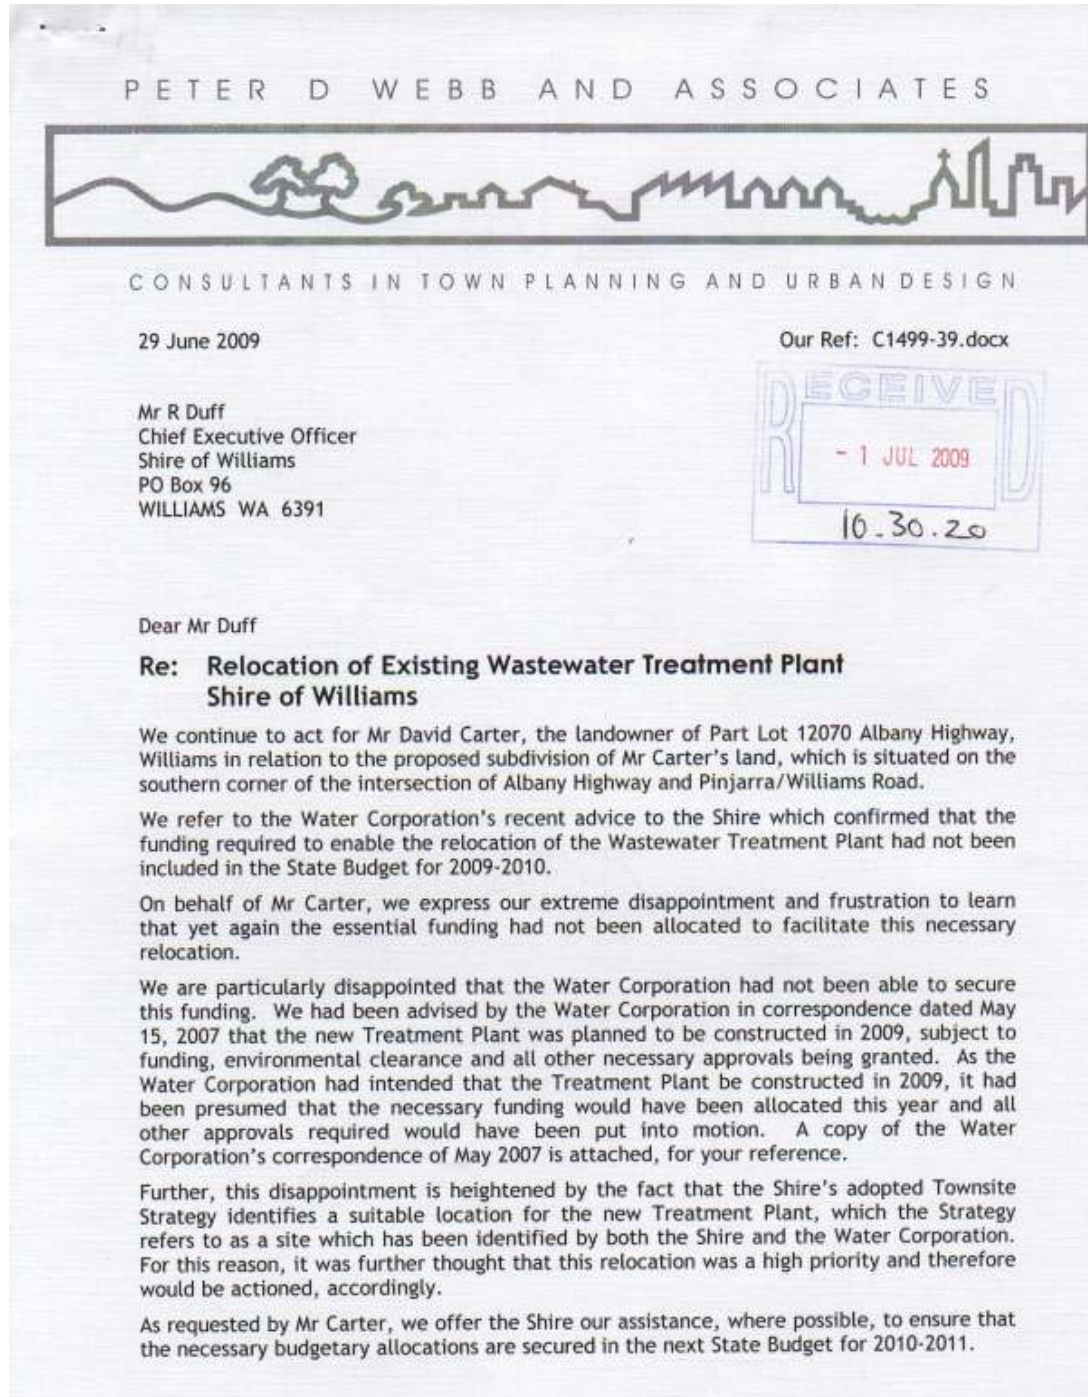 PETER D WEBB AND ASSOCIATES
CONSULTANTS IN TOWN PLANNING AND URBAN DESIGN
29 June 2009
Our Ref: C1499-39.docx
RECEIVED
- 1 JUL 2009
10.30.20
Mr R Duff
Chief Executive Officer
Shire of Williams
PO Box 96
WILLIAMS WA 6391
Dear Mr Duff
Re: Relocation of Existing Wastewater Treatment Plant
Shire of Williams
We continue to act for Mr David Carter, the landowner of Part Lot 12070 Albany Highway,
Williams in relation to the proposed subdivision of Mr Carter's land, which is situated on the
southern corner of the intersection of Albany Highway and Pinjarra/Williams Road.
We refer to the Water Corporation's recent advice to the Shire which confirmed that the
funding required to enable the relocation of the Wastewater Treatment Plant had not been
included in the State Budget for 2009-2010.
On behalf of Mr Carter, we express our extreme disappointment and frustration to learn
that yet again the essential funding had not been allocated to facilitate this necessary
relocation.
We are particularly disappointed that the Water Corporation had not been able to secure
this funding. We had been advised by the Water Corporation in correspondence dated May
15, 2007 that the new Treatment Plant was planned to be constructed in 2009, subject to
funding, environmental clearance and all other necessary approvals being granted. As the
Water Corporation had intended that the Treatment Plant be constructed in 2009, it had
been presumed that the necessary funding would have been allocated this year and all
other approvals required would have been put into motion. A copy of the Water
Corporation's correspondence of May 2007 is attached, for your reference.
Further, this disappointment is heightened by the fact that the Shire's adopted Townsite
Strategy identifies a suitable location for the new Treatment Plant, which the Strategy
refers to as a site which has been identified by both the Shire and the Water Corporation.
For this reason, it was further thought that this relocation was a high priority and therefore
would be actioned, accordingly.
As requested by Mr Carter, we offer the Shire our assistance, where possible, to ensure that
the necessary budgetary allocations are secured in the next State Budget for 2010-2011.